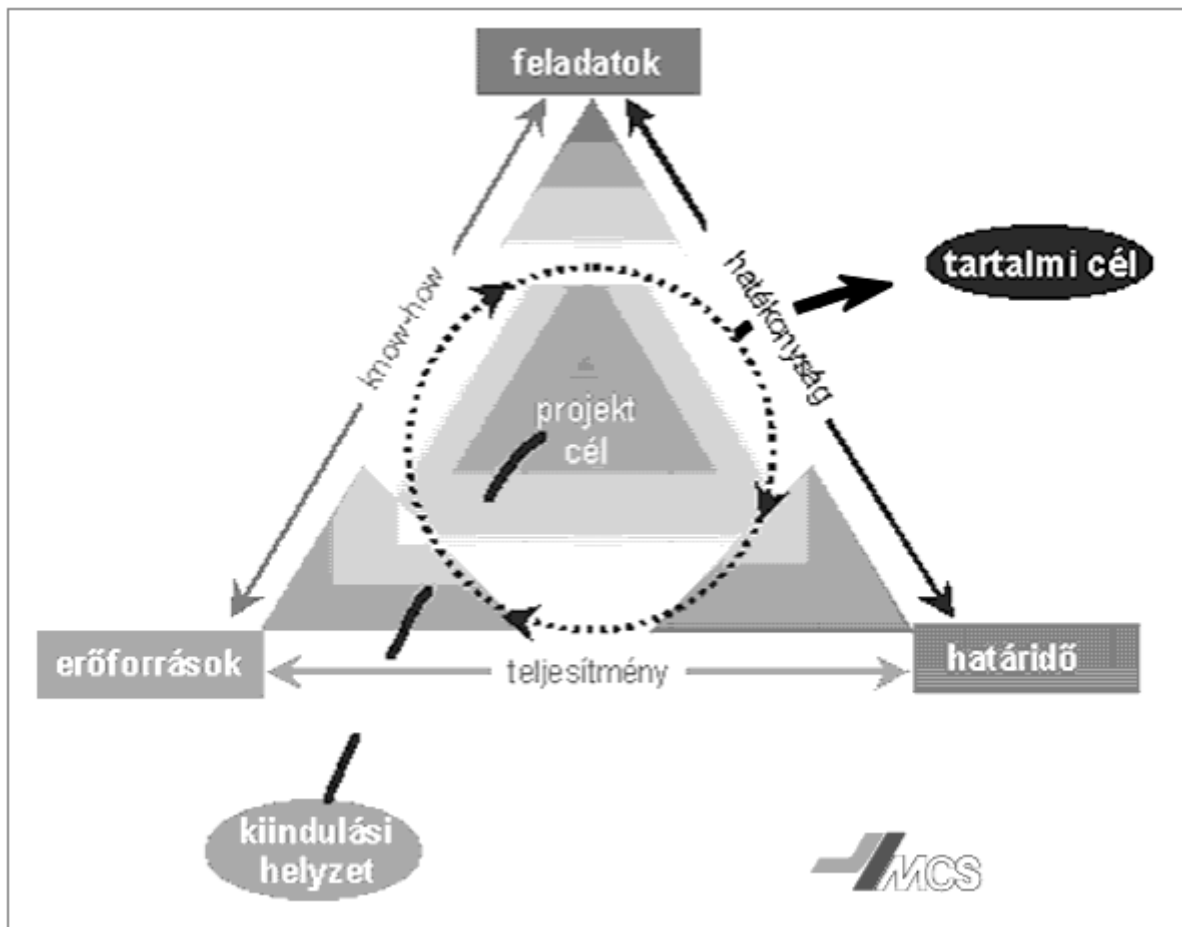 feladatok
tartalmi cél
know-how
hatékonyság
projekt
cél
erőforrások
teljesítmény
határidő
kiindulási
helyzet
MCS